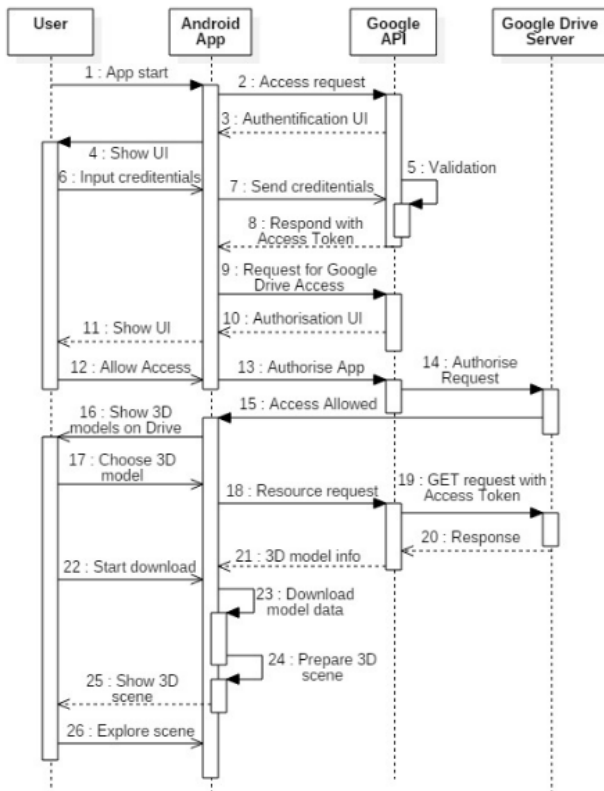 User
Android
App
Google
API
Google Drive
Server
1 : App start
2 : Access request
3 : Authentification UI
4 : Show UI
5 : Validation
6 : Input creditentials
7 : Send creditentials
8 : Respond with
Access Token
9 : Request for Google
Drive Access
10 : Authorisation UI
11 : Show UI
12 : Allow Access
13 : Authorise App
14 : Authorise
Request
15 : Access Allowed
16 : Show 3D
models on Drive
17 : Choose 3D
model
18 : Resource request
19 : GET request with
Access Token
20 : Response
21 : 3D model info
22 : Start download
23 : Download
model data
24 : Prepare 3D
scene
25 : Show 3D
scene
26 : Explore scene